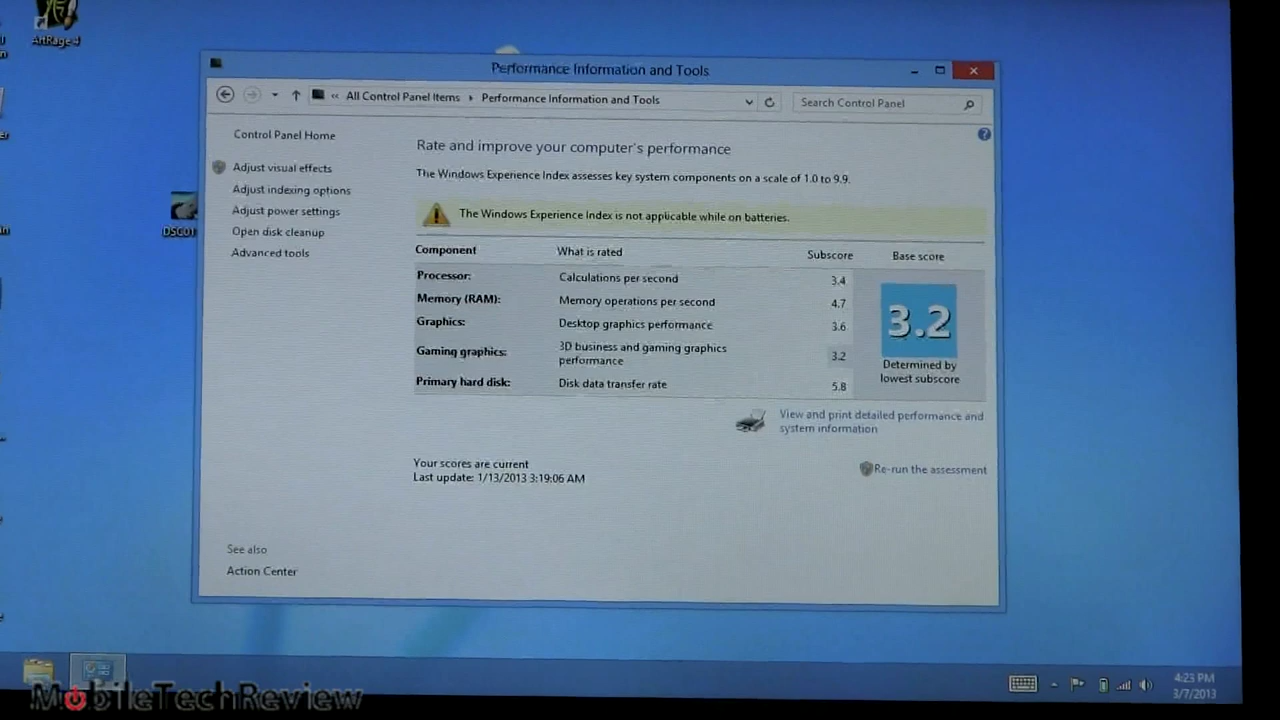 ArtRage 4
Performance Information and Tools
« All Control Panel Items ▸ Performance Information and Tools
Search Control Panel
Control Panel Home
Adjust visual effects
Adjust indexing options
Adjust power settings
Open disk cleanup
Advanced tools
DSC01
Rate and improve your computer's performance
The Windows Experience Index assesses key system components on a scale of 1.0 to 9.9.
The Windows Experience Index is not applicable while on batteries.
Component What is rated Subscore Base score
Processor: Calculations per second 3.4
Memory (RAM): Memory operations per second 4.7
Graphics: Desktop graphics performance 3.6
Gaming graphics: 3D business and gaming graphics
performance 3.2
Primary hard disk: Disk data transfer rate 5.8
3.2
Determined by
lowest subscore
View and print detailed performance and
system information
Your scores are current
Last update: 1/13/2013 3:19:06 AM
Re-run the assessment
See also
Action Center
4:23 PM
3/7/2013
MobileTechReview